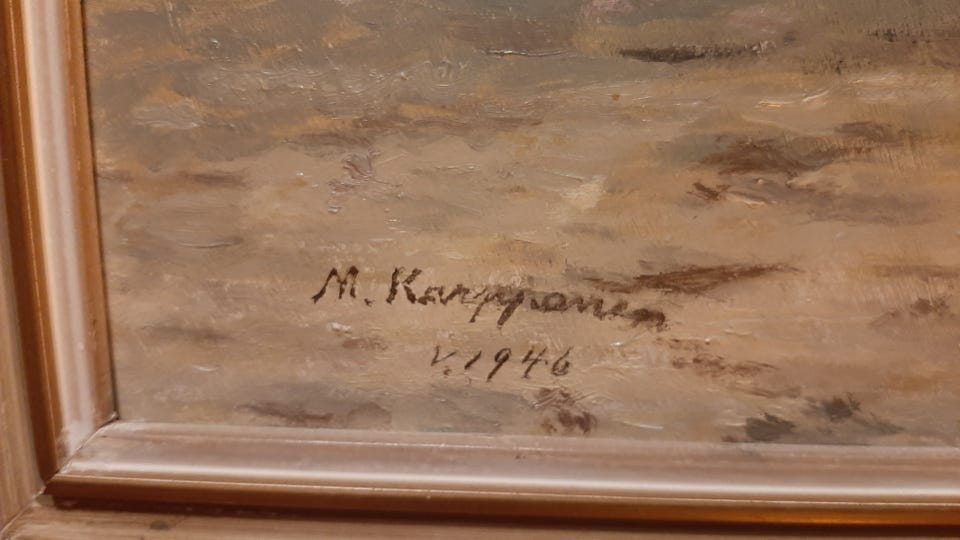 M. Karppanen
V. 1946